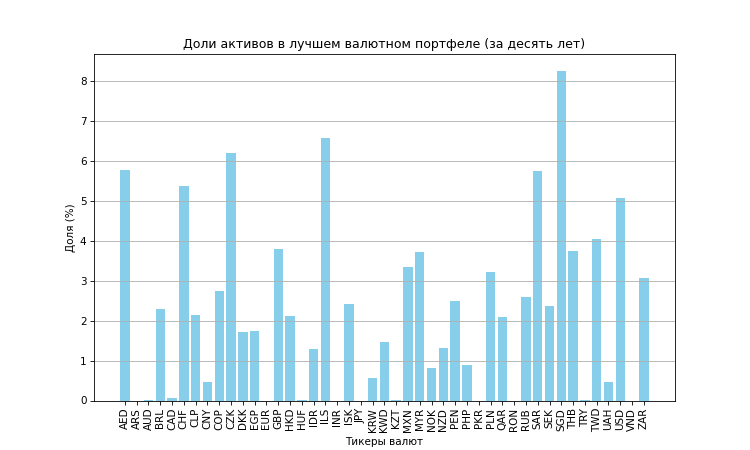 Доли активов в лучшем валютном портфеле (за десять лет)
Доля (%)
8
7
6
5
4
3
2
1
0
AED ARS AUD BRL CAD CHF CLP CNY COP CZK DKK EGP EUR GBP HKD HUF IDR ILS INR ISK JPY KRW KWD KZT MXN MYR NOK NZD PEN PHP PKR PLN QAR RON RUB SAR SEK SGD THB TRY TWD UAH USD VND ZAR
Тикеры валют